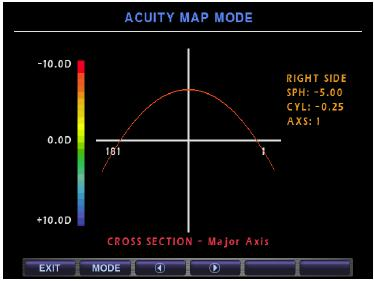 ACUITY MAP MODE
-10.0D
RIGHT SIDE
SPH: -5.00
CYL: -0.25
AXS: 1
0.0D
181 1
+10.0D
CROSS SECTION - Major Axis
EXIT MODE